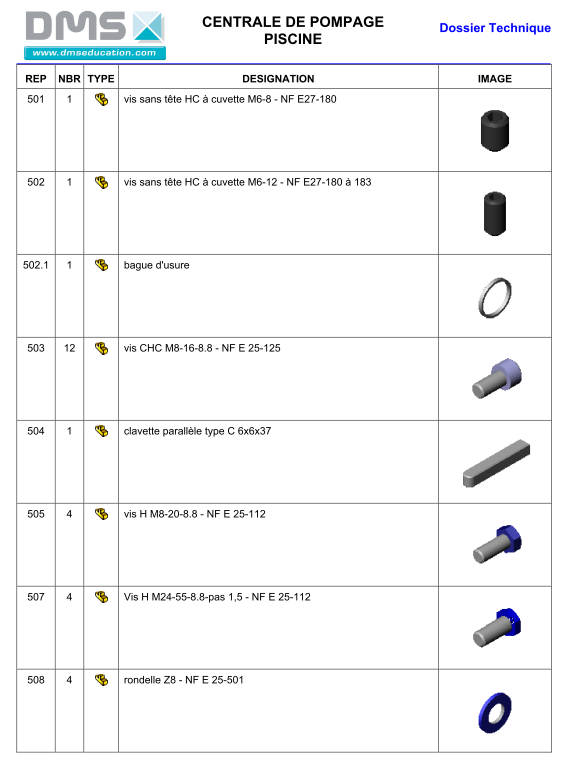 DMS
www.dmseducation.com
CENTRALE DE POMPAGE
PISCINE
Dossier Technique
REP NBR TYPE DESIGNATION IMAGE
501 1 vis sans tête HC à cuvette M6-8 - NF E27-180
502 1 vis sans tête HC à cuvette M6-12 - NF E27-180 à 183
502.1 1 bague d'usure
503 12 vis CHC M8-16-8.8 - NF E 25-125
504 1 clavette parallèle type C 6x6x37
505 4 vis H M8-20-8.8 - NF E 25-112
507 4 Vis H M24-55-8.8-pas 1,5 - NF E 25-112
508 4 rondelle Z8 - NF E 25-501